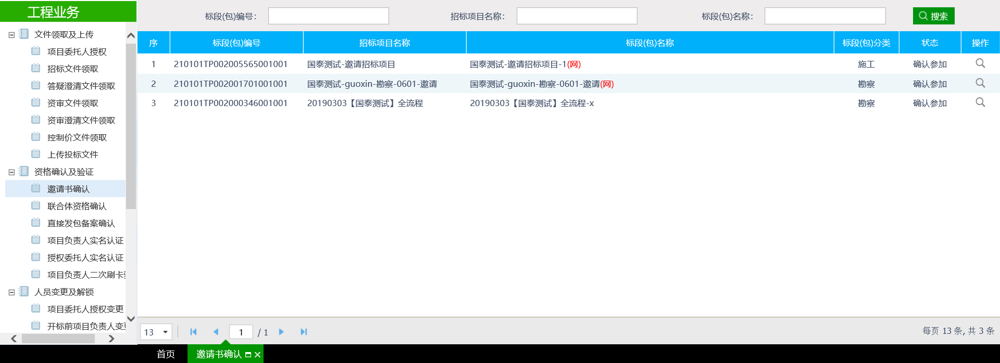 工程业务
文件领取及上传
项目委托人授权
招标文件领取
答疑澄清文件领取
资审文件领取
资审澄清文件领取
控制价文件领取
上传投标文件
资格确认及验证
邀请书确认
联合体资格确认
直接发包备案确认
项目负责人实名认证
授权委托人实名认证
项目负责人二次刷卡
人员变更及解锁
项目委托人授权变更
开标前项目负责人变
标段(包)编号: 招标项目名称: 标段(包)名称: 搜索
序 标段(包)编号 招标项目名称 标段(包)名称 标段(包)分类 状态 操作
1 210101TP002005565001001 国泰测试-邀请招标项目 国泰测试-邀请招标项目-1(网) 施工 确认参加
2 210101TP002001701001001 国泰测试-guoxin-勘察-0601-邀请 国泰测试-guoxin-勘察-0601-邀请(网) 勘察 确认参加
3 210101TP002000346001001 20190303【国泰测试】全流程 20190303【国泰测试】全流程-x 勘察 确认参加
13 1 / 1 每页 13 条, 共 3 条
首页 邀请书确认